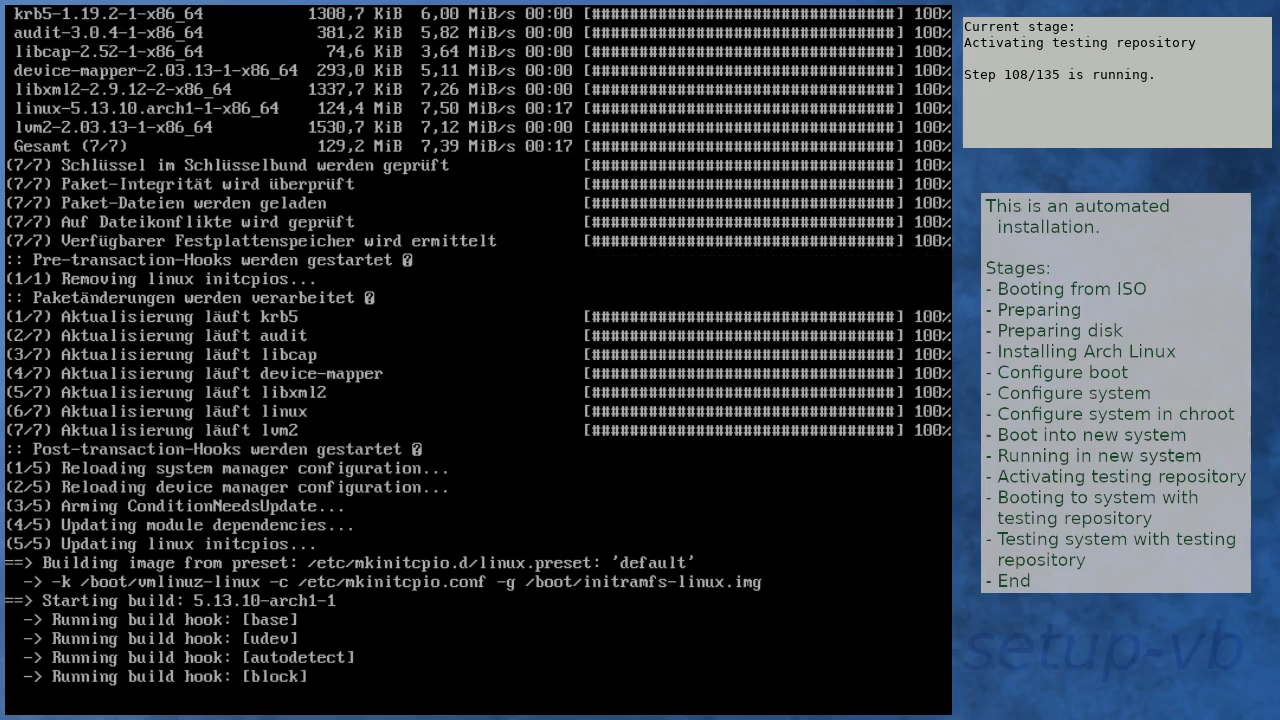 krb5-1.19.2-1-x86_64 1308,7 KiB 6,00 MiB/s 00:00 [#################################] 100%
audit-3.0.4-1-x86_64 381,2 KiB 5,82 MiB/s 00:00 [#################################] 100%
libcap-2.52-1-x86_64 74,6 KiB 3,64 MiB/s 00:00 [#################################] 100%
device-mapper-2.03.13-1-x86_64 293,0 KiB 5,11 MiB/s 00:00 [#################################] 100%
libxml2-2.9.12-2-x86_64 1337,7 KiB 7,26 MiB/s 00:00 [#################################] 100%
linux-5.13.10.arch1-1-x86_64 124,4 MiB 7,50 MiB/s 00:17 [#################################] 100%
lvm2-2.03.13-1-x86_64 1530,7 KiB 7,12 MiB/s 00:00 [#################################] 100%
Gesamt (7/7) 129,2 MiB 7,39 MiB/s 00:17 [#################################] 100%
(7/7) Schlüssel im Schlüsselbund werden geprüft [#################################] 100%
(7/7) Paket-Integrität wird überprüft [#################################] 100%
(7/7) Paket-Dateien werden geladen [#################################] 100%
(7/7) Auf Dateikonflikte wird geprüft [#################################] 100%
(7/7) Verfügbarer Festplattenspeicher wird ermittelt [#################################] 100%
:: Pre-transaction-Hooks werden gestartet �
(1/1) Removing linux initcpios...
:: Paketänderungen werden verarbeitet �
(1/7) Aktualisierung läuft krb5 [#################################] 100%
(2/7) Aktualisierung läuft audit [#################################] 100%
(3/7) Aktualisierung läuft libcap [#################################] 100%
(4/7) Aktualisierung läuft device-mapper [#################################] 100%
(5/7) Aktualisierung läuft libxml2 [#################################] 100%
(6/7) Aktualisierung läuft linux [#################################] 100%
(7/7) Aktualisierung läuft lvm2 [#################################] 100%
:: Post-transaction-Hooks werden gestartet �
(1/5) Reloading system manager configuration...
(2/5) Reloading device manager configuration...
(3/5) Arming ConditionNeedsUpdate...
(4/5) Updating module dependencies...
(5/5) Updating linux initcpios...
==> Building image from preset: /etc/mkinitcpio.d/linux.preset: 'default'
-> -k /boot/vmlinuz-linux -c /etc/mkinitcpio.conf -g /boot/initramfs-linux.img
==> Starting build: 5.13.10-arch1-1
-> Running build hook: [base]
-> Running build hook: [udev]
-> Running build hook: [autodetect]
-> Running build hook: [block]
Current stage:
Activating testing repository
Step 108/135 is running.
This is an automated
installation.
Stages:
- Booting from ISO
- Preparing
- Preparing disk
- Installing Arch Linux
- Configure boot
- Configure system
- Configure system in chroot
- Boot into new system
- Running in new system
- Activating testing repository
- Booting to system with
testing repository
- Testing system with testing
repository
- End
-setup-vb